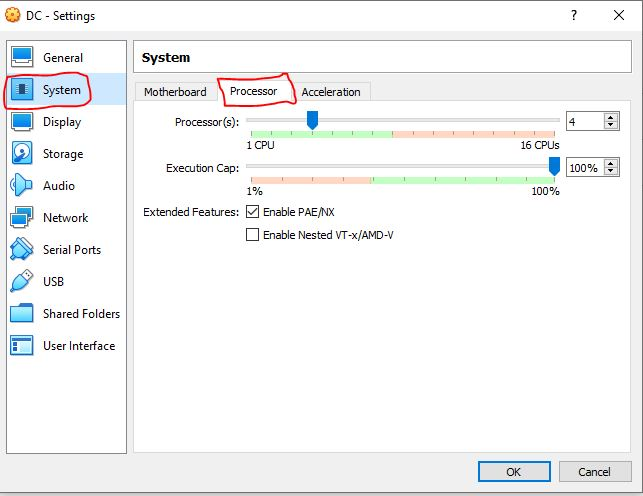 DC - Settings
?
General
System
Display
Storage
Audio
Network
Serial Ports
USB
Shared Folders
User Interface
System
Motherboard Processor Acceleration
Processor(s): 4
1 CPU 16 CPUs
Execution Cap: 100%
1% 100%
Extended Features: Enable PAE/NX
Enable Nested VT-x/AMD-V
OK Cancel